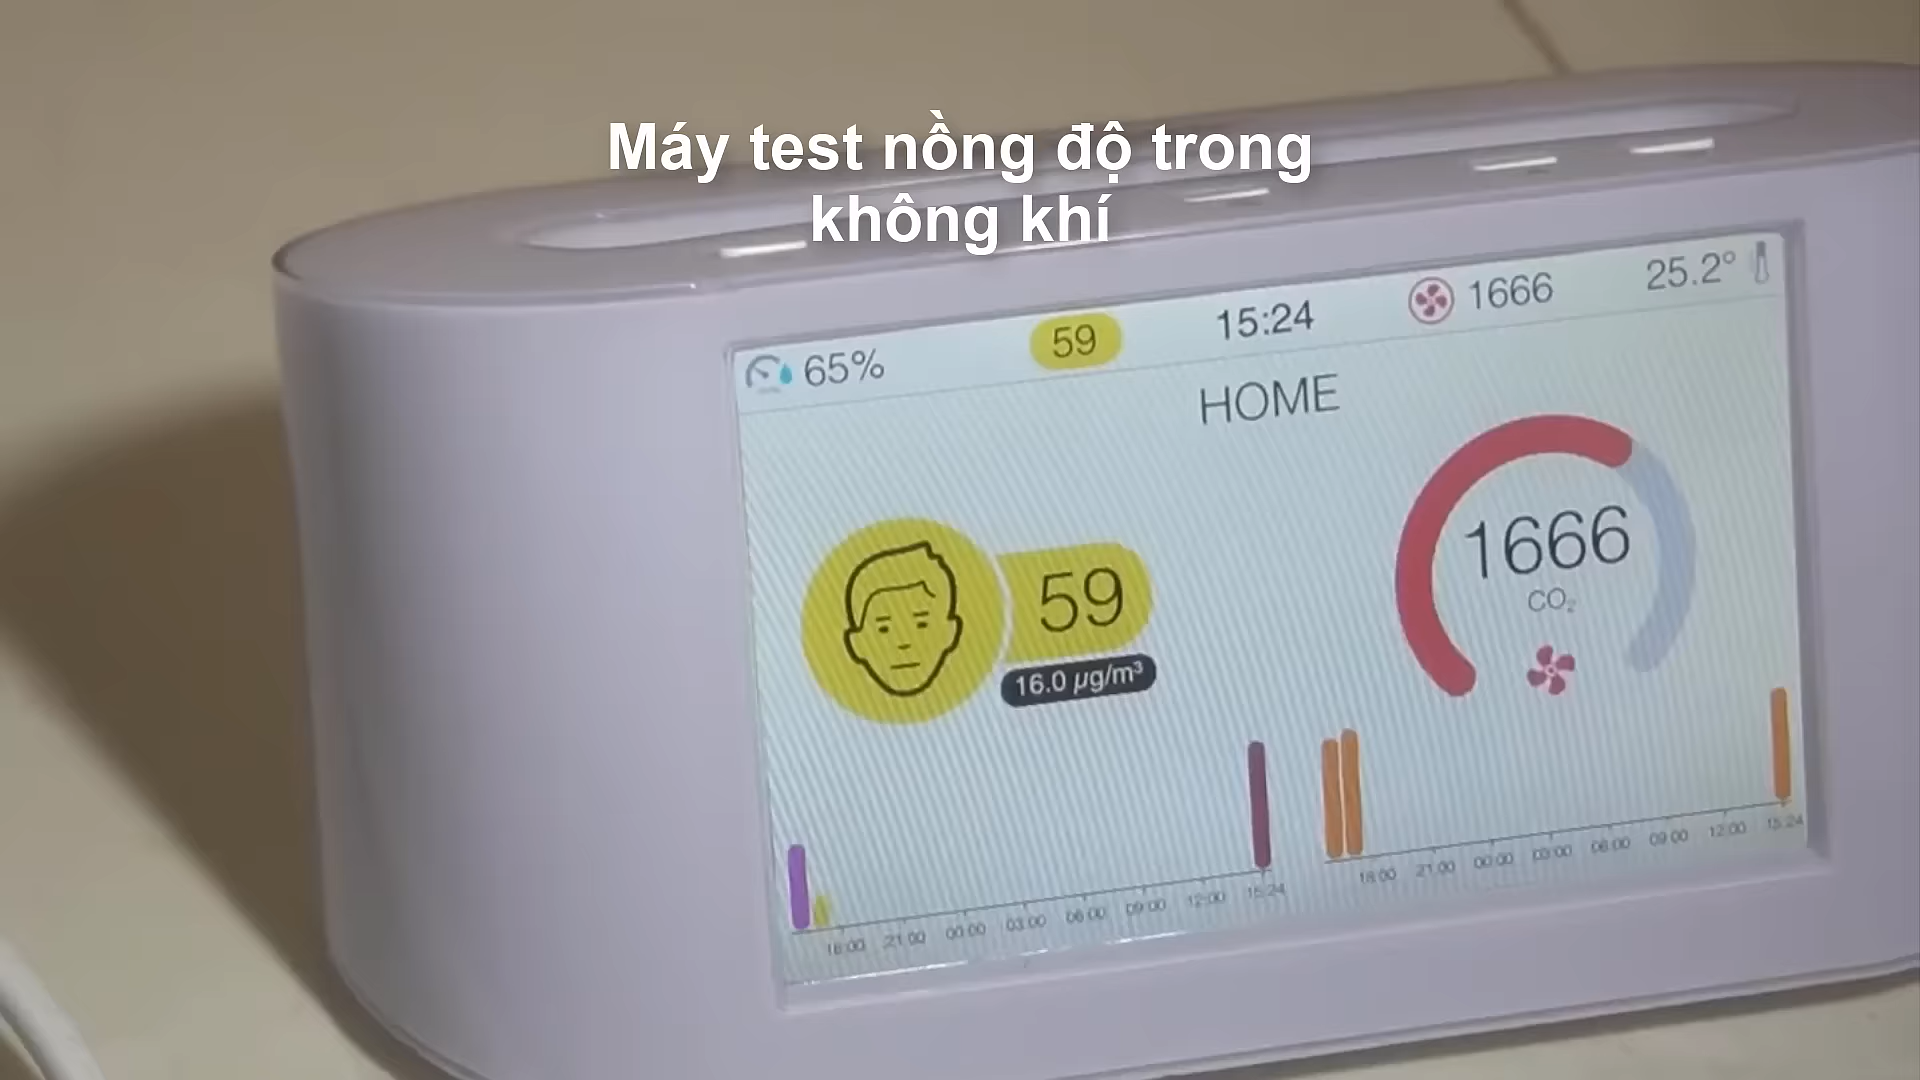 Máy test nồng độ trong
không khí
65%
59
15:24
1666
25.2°
HOME
59
16.0 µg/m³
1666
CO₂
18:00 21:00 00:00 03:00 06:00 09:00 12:00 15:24
18:00 21:00 00:00 03:00 06:00 09:00 12:00 15:24